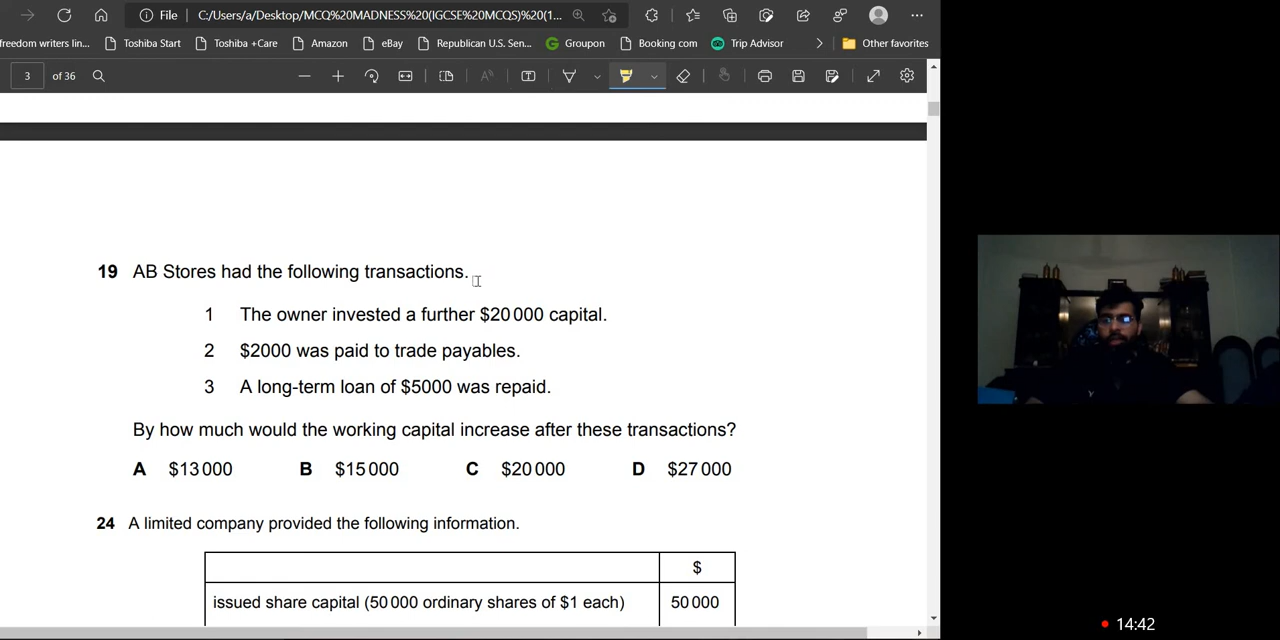 File
C:/Users/a/Desktop/MCQ%20MADNESS%20(IGCSE%20MCQS)%20(1...
freedom writers lin...
Toshiba Start
Toshiba +Care
Amazon
eBay
Republican U.S. Sen...
Groupon
Booking com
Trip Advisor
Other favorites
3 of 36
19 AB Stores had the following transactions.
1 The owner invested a further $20 000 capital.
2 $2000 was paid to trade payables.
3 A long-term loan of $5000 was repaid.
By how much would the working capital increase after these transactions?
A $13 000 B $15 000 C $20 000 D $27 000
24 A limited company provided the following information.
$
issued share capital (50 000 ordinary shares of $1 each) 50 000
14:42